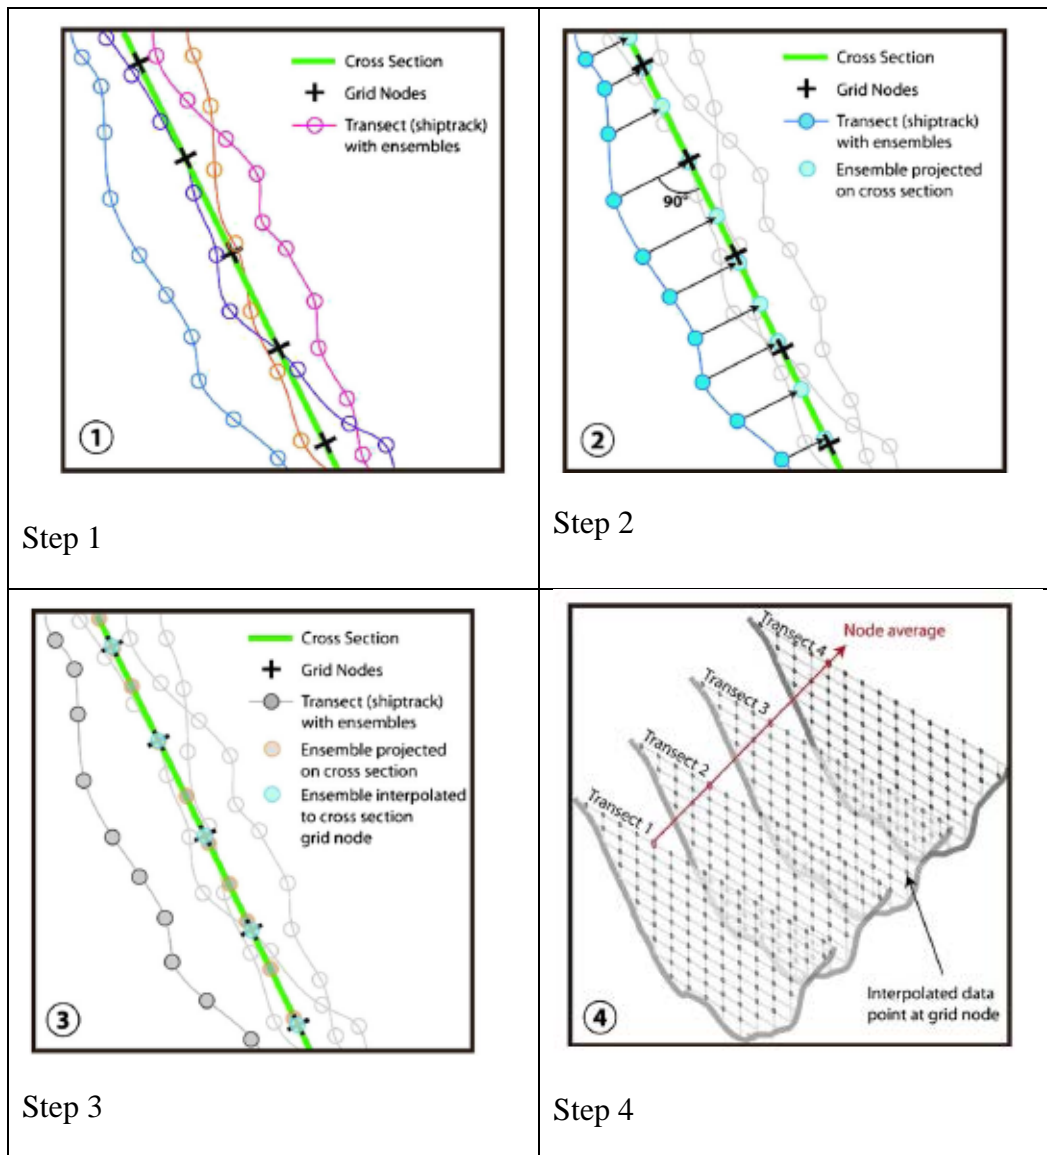 Cross Section
Grid Nodes
Transect (shiptrack)
with ensembles
1
Step 1
Cross Section
Grid Nodes
Transect (shiptrack)
with ensembles
Ensemble projected
on cross section
90°
2
Step 2
Cross Section
Grid Nodes
Transect (shiptrack)
with ensembles
Ensemble projected
on cross section
Ensemble interpolated
to cross section
grid node
3
Step 3
Node average
Transect 4
Transect 3
Transect 2
Transect 1
Interpolated data
point at grid node
4
Step 4